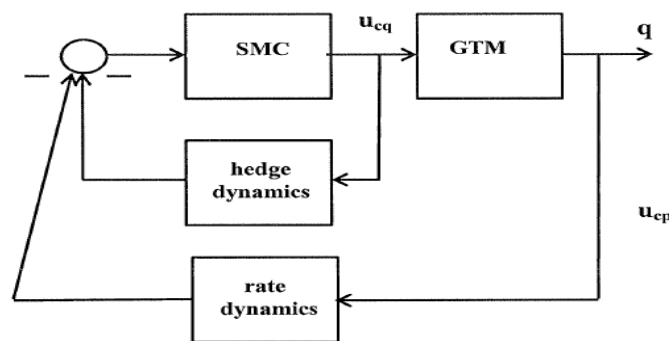 u_cq
q
SMC
GTM
— —
hedge
dynamics
u_cp
rate
dynamics